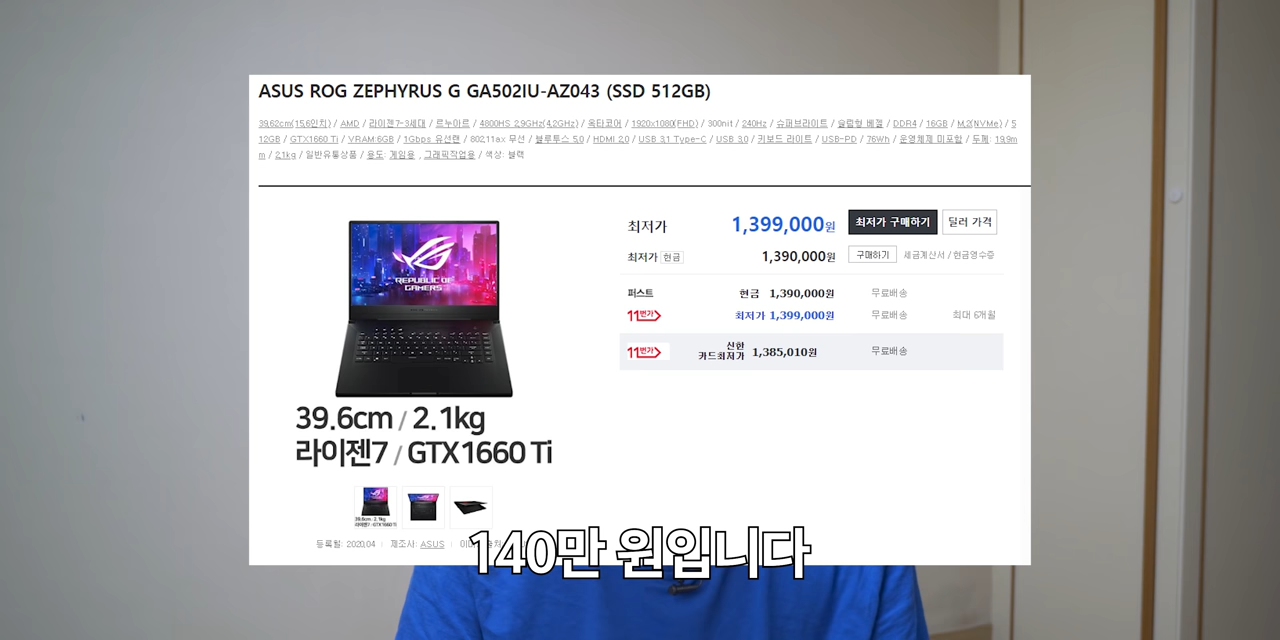 ASUS ROG ZEPHYRUS G GA502IU-AZ043 (SSD 512GB)
39.62cm(15.6인치) / AMD / 라이젠7-3세대 / 르누아르 / 4800HS 2.9GHz(4.2GHz) / 옥타코어 / 1920x1080(FHD) / 300nit / 240Hz / 슈퍼브라이트 / 슬림형 베젤 / DDR4 / 16GB / M.2(NVMe) / 5
12GB / GTX1660 Ti / VRAM:6GB / 1Gbps 유선랜 / 802.11ax 무선 / 블루투스 5.0 / HDMI 2.0 / USB 3.1 Type-C / USB 3.0 / 키보드 라이트 / USB-PD / 76Wh / 운영체제 미포함 / 두께: 19.9m
m / 2.1kg / 일반유통상품 / 용도: 게임용 , 그래픽작업용 / 색상: 블랙
REPUBLIC OF
GAMERS
39.6cm / 2.1kg
라이젠7 / GTX1660 Ti
최저가 1,399,000원 최저가 구매하기 딜러 가격
최저가 현금 1,390,000원 구매하기 세금계산서 / 현금영수증
퍼스트 현금 1,390,000원 무료배송
11번가 최저가 1,399,000원 무료배송 최대 6개월
11번가 신한 카드최저가 1,385,010원 무료배송
39.6cm / 2.1kg
라이젠7 / GTX1660 Ti
등록월: 2020.04 제조사: ASUS
140만 원입니다